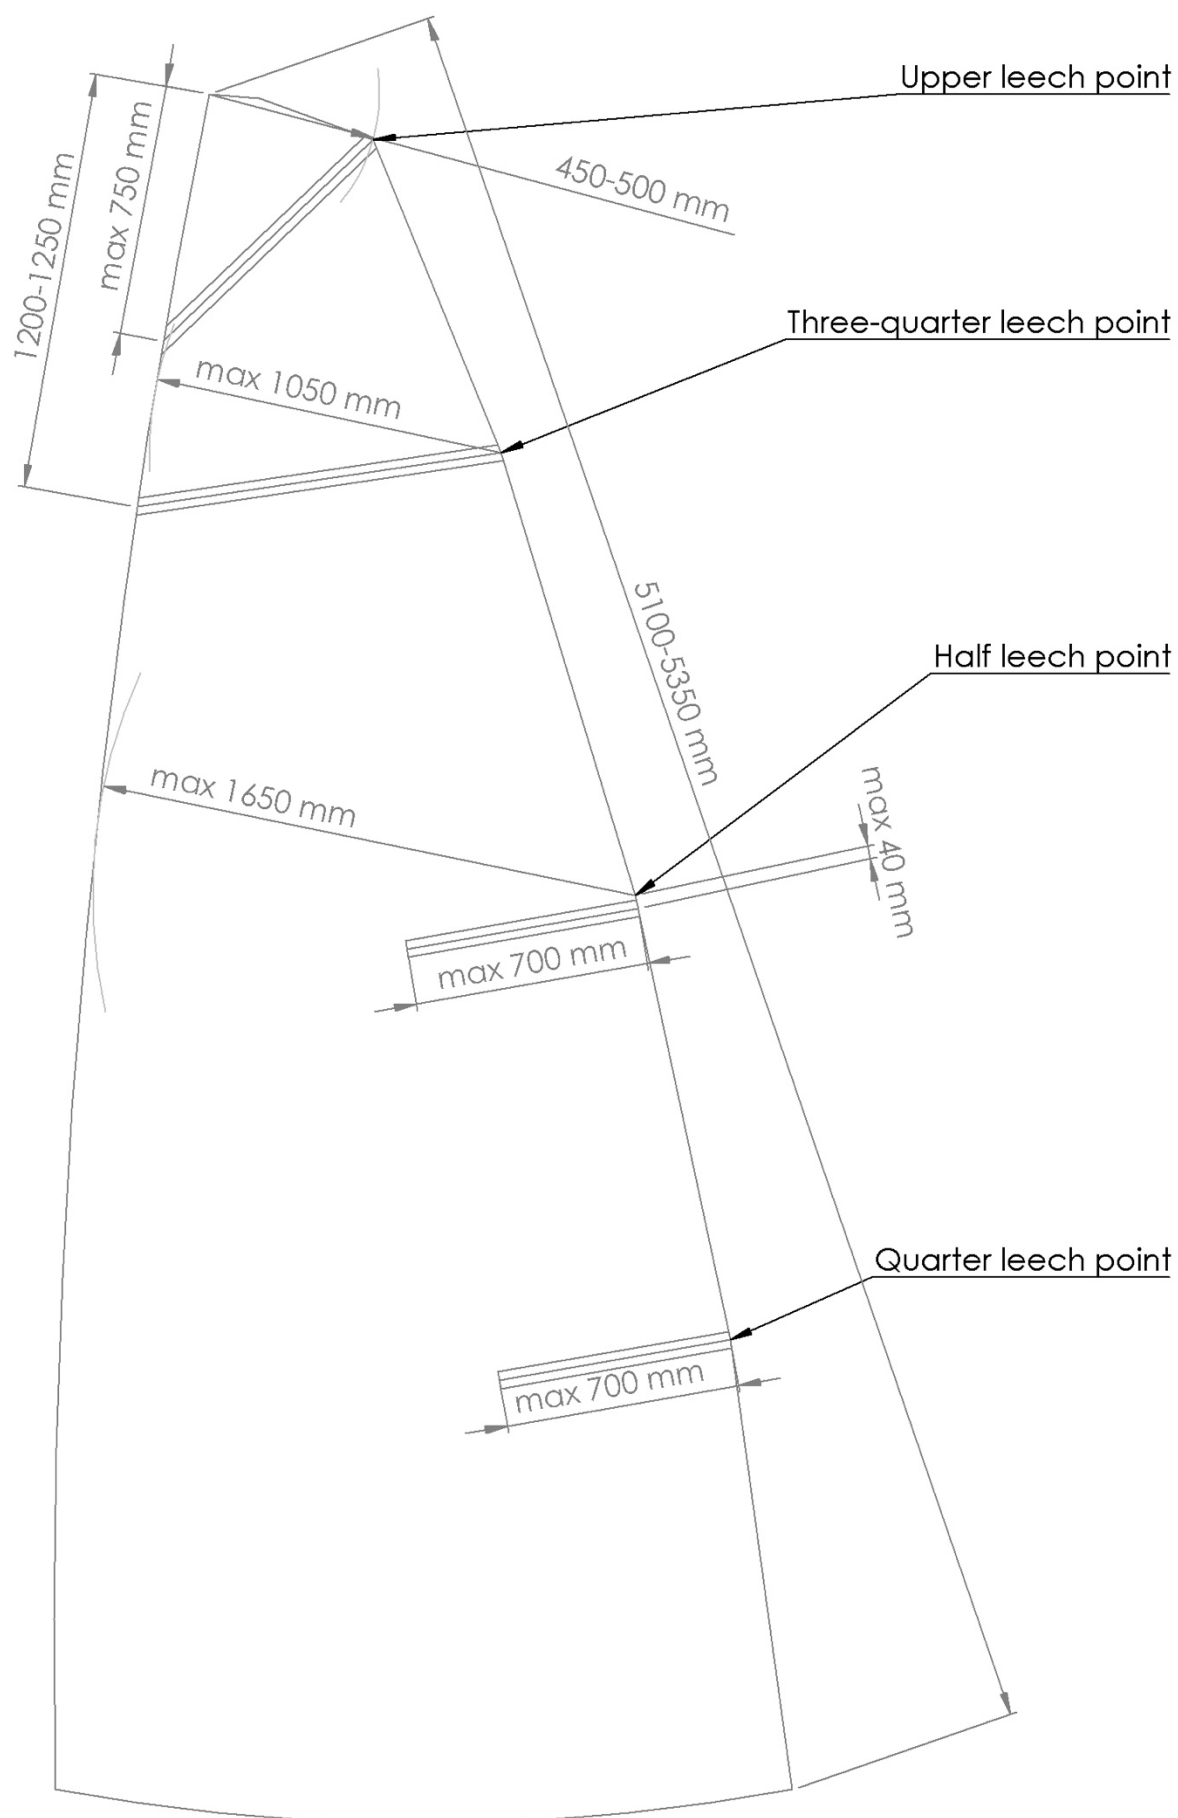 Upper leech point
450-500 mm
max 750 mm
1200-1250 mm
Three-quarter leech point
max 1050 mm
5100-5350 mm
Half leech point
max 1650 mm
max 40 mm
max 700 mm
Quarter leech point
max 700 mm